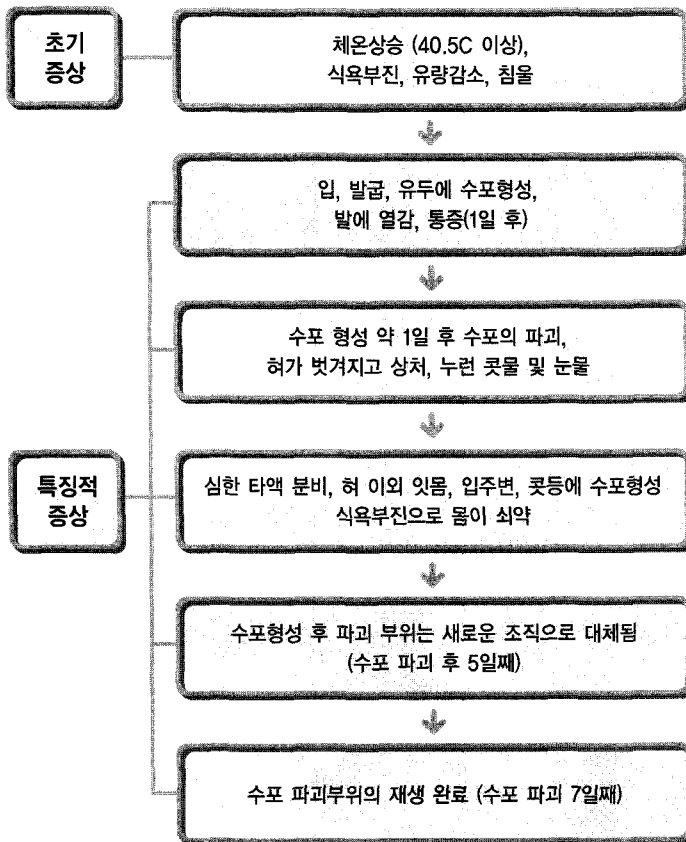 초기
증상
체온상승 (40.5C 이상),
식욕부진, 유량감소, 침울
입, 발굽, 유두에 수포형성,
발에 열감, 통증(1일 후)
수포 형성 약 1일 후 수포의 파괴,
혀가 벗겨지고 상처, 누런 콧물 및 눈물
특징적
증상
심한 타액 분비, 혀 이외 잇몸, 입주변, 콧등에 수포형성
식욕부진으로 몸이 쇠약
수포형성 후 파괴 부위는 새로운 조직으로 대체됨
(수포 파괴 후 5일째)
수포 파괴부위의 재생 완료 (수포 파괴 7일째)